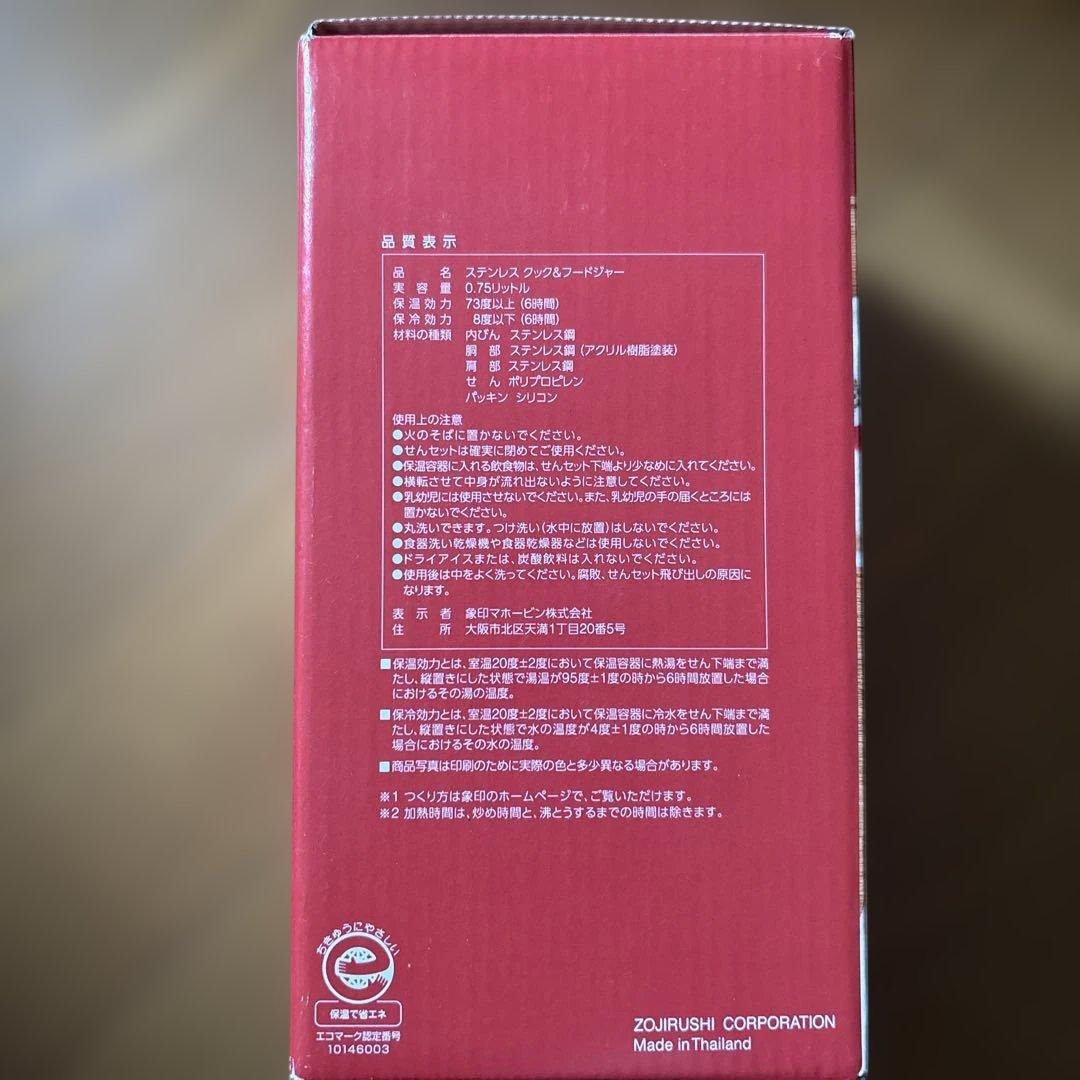 品質表示
品名 ステンレス クック&フードジャー
実容量 0.75リットル
保温効力 73度以上 (6時間)
保冷効力 8度以下 (6時間)
材料の種類 内びん ステンレス鋼
胴部 ステンレス鋼 (アクリル樹脂塗装)
肩部 ステンレス鋼
せん ポリプロピレン
パッキン シリコン
使用上の注意
●火のそばに置かないでください。
●せんセットは確実に閉めてご使用ください。
●保温容器に入れる飲食物は、せんセット下端より少なめに入れてください。
●横転させて中身が流れ出ないように注意してください。
●乳幼児には使用させないでください。また、乳幼児の手の届くところには
置かないでください。
●丸洗いできます。つけ洗い(水中に放置)はしないでください。
●食器洗い乾燥機や食器乾燥器などは使用しないでください。
●ドライアイスまたは、炭酸飲料は入れないでください。
●使用後は中をよく洗ってください。腐敗、せんセット飛び出しの原因に
なります。
表示者 象印マホービン株式会社
住所 大阪市北区天満1丁目20番5号
■保温効力とは、室温20度±2度において保温容器に熱湯をせん下端まで満
たし、縦置きにした状態で湯温が95度±1度の時から6時間放置した場合
におけるその湯の温度。
■保冷効力とは、室温20度±2度において保温容器に冷水をせん下端まで満
たし、縦置きにした状態で水の温度が4度±1度の時から6時間放置した
場合におけるその水の温度。
■商品写真は印刷のために実際の色と多少異なる場合があります。
※1 つくり方は象印のホームページで、ご覧いただけます。
※2 加熱時間は、炒め時間と、沸とうするまでの時間は除きます。
ちきゅうにやさしい
保温で省エネ
エコマーク認定番号
10146003
ZOJIRUSHI CORPORATION
Made in Thailand